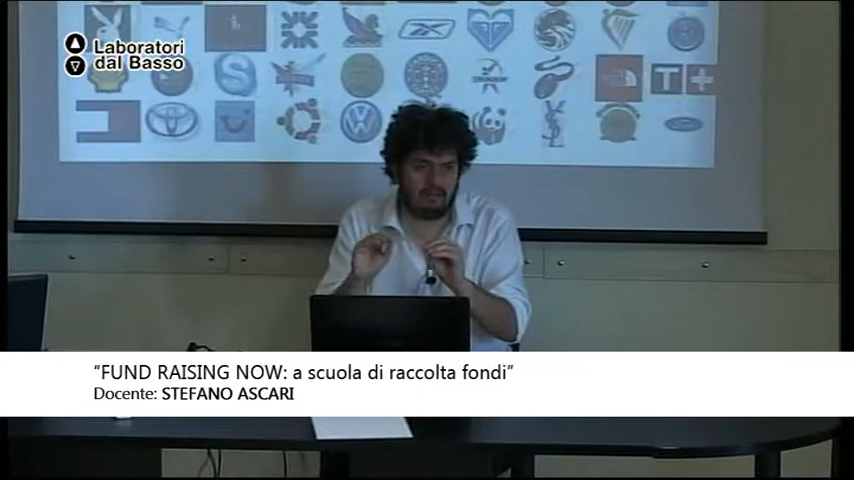 Laboratori
dal Basso
T +
"FUND RAISING NOW: a scuola di raccolta fondi"
Docente: STEFANO ASCARI